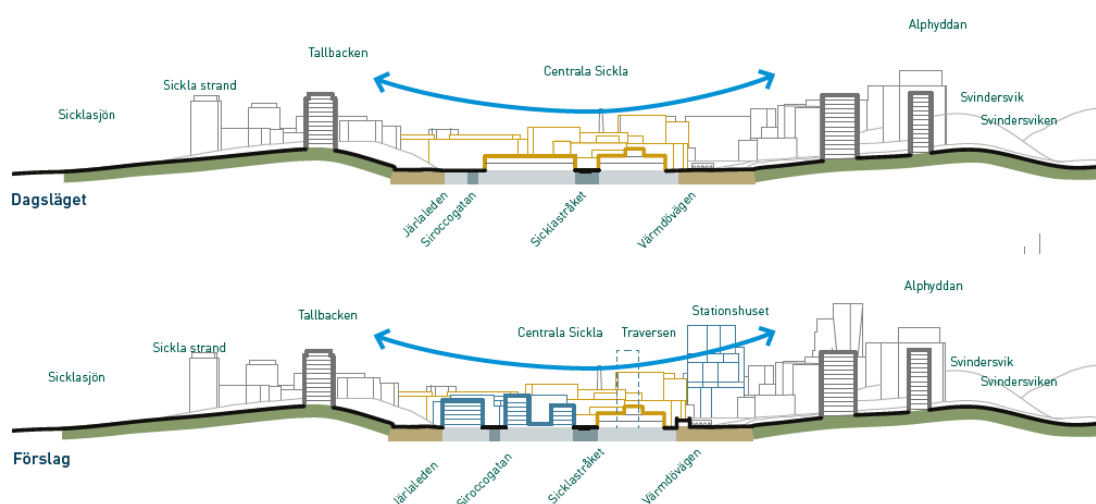 Alphyddan
Tallbacken
Centrala Sickla
Sickla strand
Svindersvik
Sicklasjön
Svindersviken
Dagsläget
Järlaleden
Siroccogatan
Sicklastråket
Värmdövägen
Alphyddan
Stationshuset
Tallbacken
Centrala Sickla
Traversen
Sickla strand
Svindersvik
Sicklasjön
Svindersviken
Förslag
Järlaleden
Siroccogatan
Sicklastråket
Värmdövägen